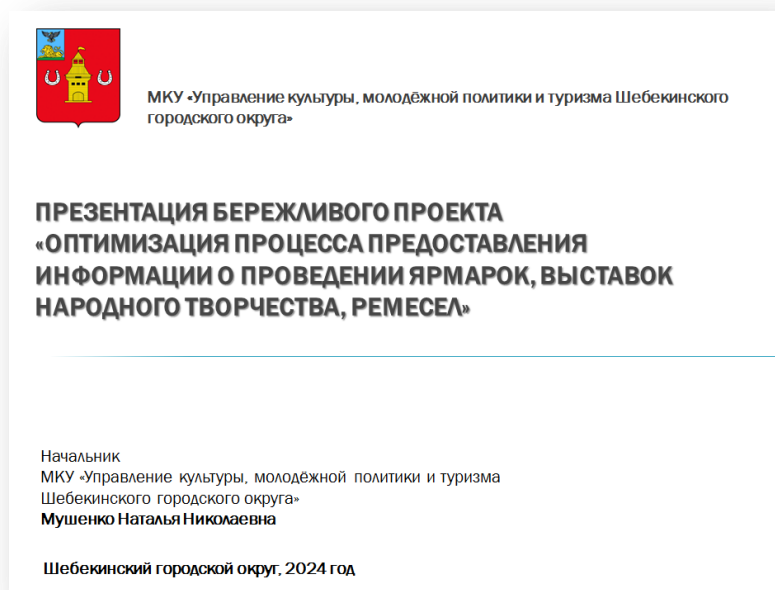 МКУ «Управление культуры, молодёжной политики и туризма Шебекинского
городского округа»
ПРЕЗЕНТАЦИЯ БЕРЕЖЛИВОГО ПРОЕКТА
«ОПТИМИЗАЦИЯ ПРОЦЕССА ПРЕДОСТАВЛЕНИЯ
ИНФОРМАЦИИ О ПРОВЕДЕНИИ ЯРМАРОК, ВЫСТАВОК
НАРОДНОГО ТВОРЧЕСТВА, РЕМЕСЕЛ»
Начальник
МКУ «Управление культуры, молодёжной политики и туризма
Шебекинского городского округа»
Мушенко Наталья Николаевна
Шебекинский городской округ, 2024 год